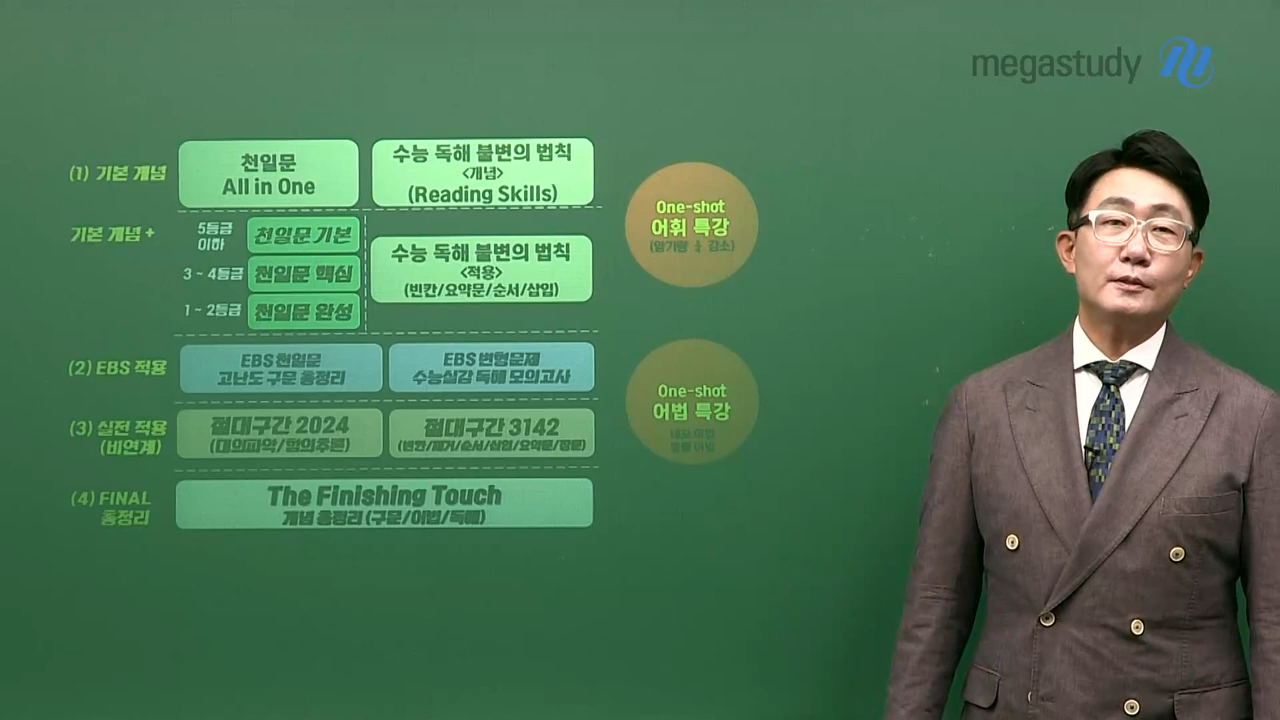 megastudy
(1) 기본 개념
천일문
All in One
수능 독해 불변의 법칙
<개념>
(Reading Skills)
One-shot
어휘 특강
기본 개념 +
5등급
이하
천일문 기본
3 ~ 4등급
천일문 핵심
1 ~ 2등급
천일문 완성
수능 독해 불변의 법칙
<적용>
(빈칸/요약문/순서/삽입)
(2) EBS 적용
EBS 천일문
고난도 구문 총정리
EBS 변형문제
수능실감 독해 모의고사
One-shot
어법 특강
(3) 실전 적용
(비연계)
절대구간 2024
(대의파악/함의추론)
절대구간 3142
(빈칸/제거/순서/삽입/요약문/장문)
(4) FINAL
총정리
The Finishing Touch
개념 총정리 (구문/어법/독해)